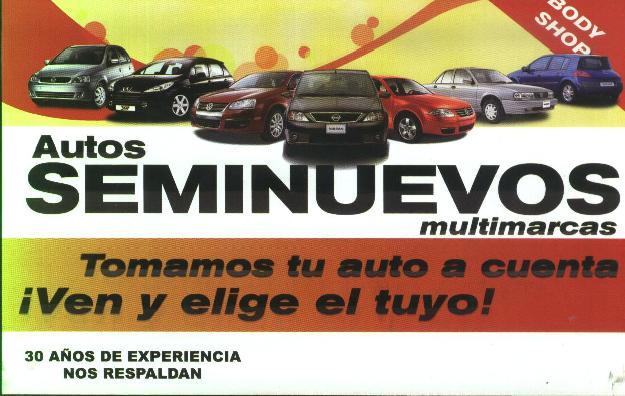 BODY
SHOP
Autos
SEMINUEVOS
multimarcas
Tomamos tu auto a cuenta
¡Ven y elige el tuyo!
30 AÑOS DE EXPERIENCIA
NOS RESPALDAN